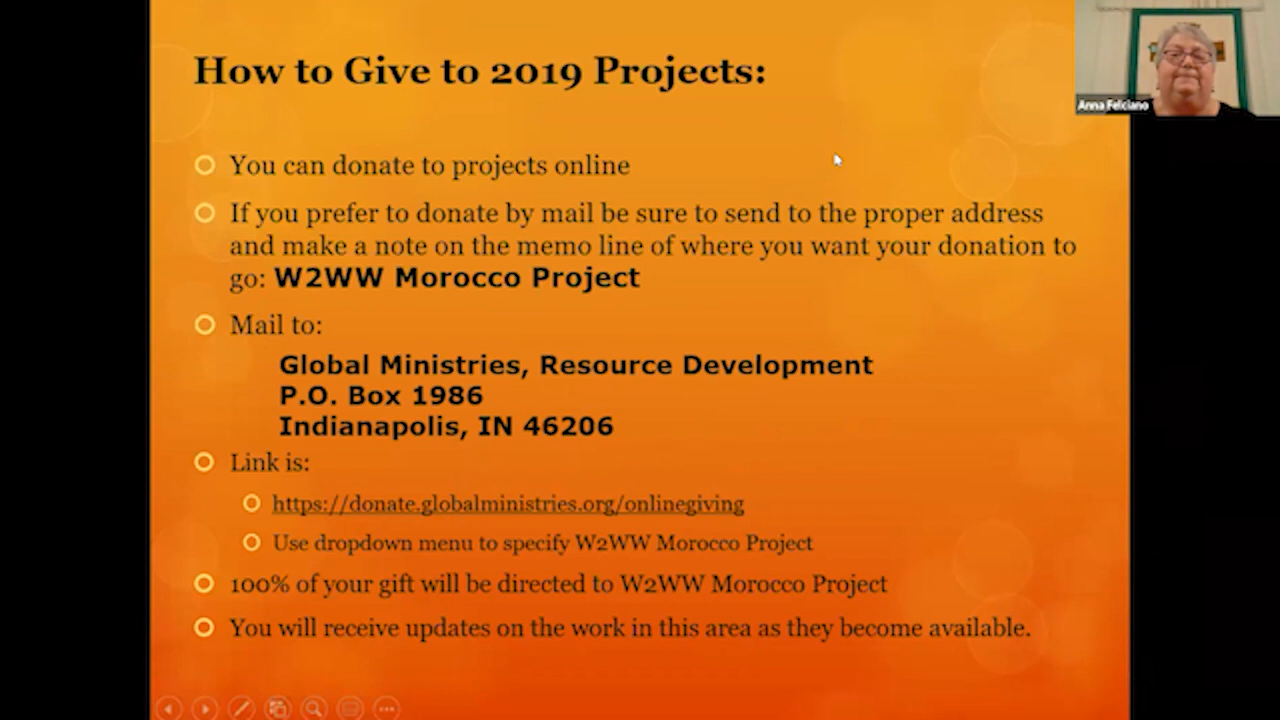 How to Give to 2019 Projects:
Anna Felciano
You can donate to projects online
If you prefer to donate by mail be sure to send to the proper address
and make a note on the memo line of where you want your donation to
go: W2WW Morocco Project
Mail to:
Global Ministries, Resource Development
P.O. Box 1986
Indianapolis, IN 46206
Link is:
https://donate.globalministries.org/onlinegiving
Use dropdown menu to specify W2WW Morocco Project
100% of your gift will be directed to W2WW Morocco Project
You will receive updates on the work in this area as they become available.